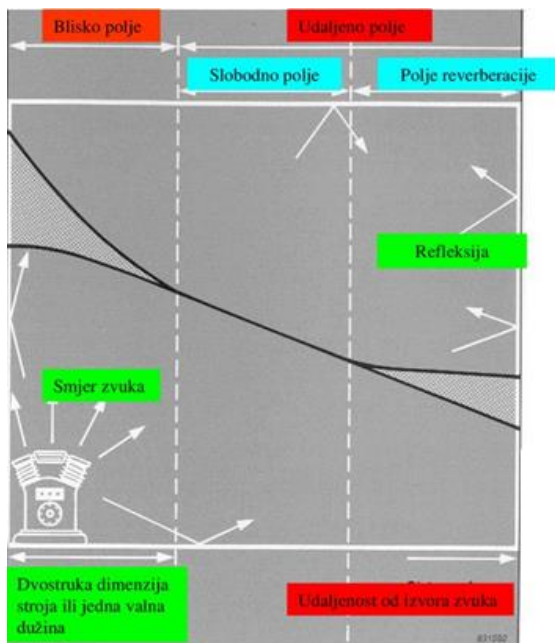 Blisko polje
Udaljeno polje
Slobodno polje
Polje reverberacije
Refleksija
Smjer zvuka
Dvostruka dimenzija
stroja ili jedna valna
dužina
Udaljenost od izvora zvuka